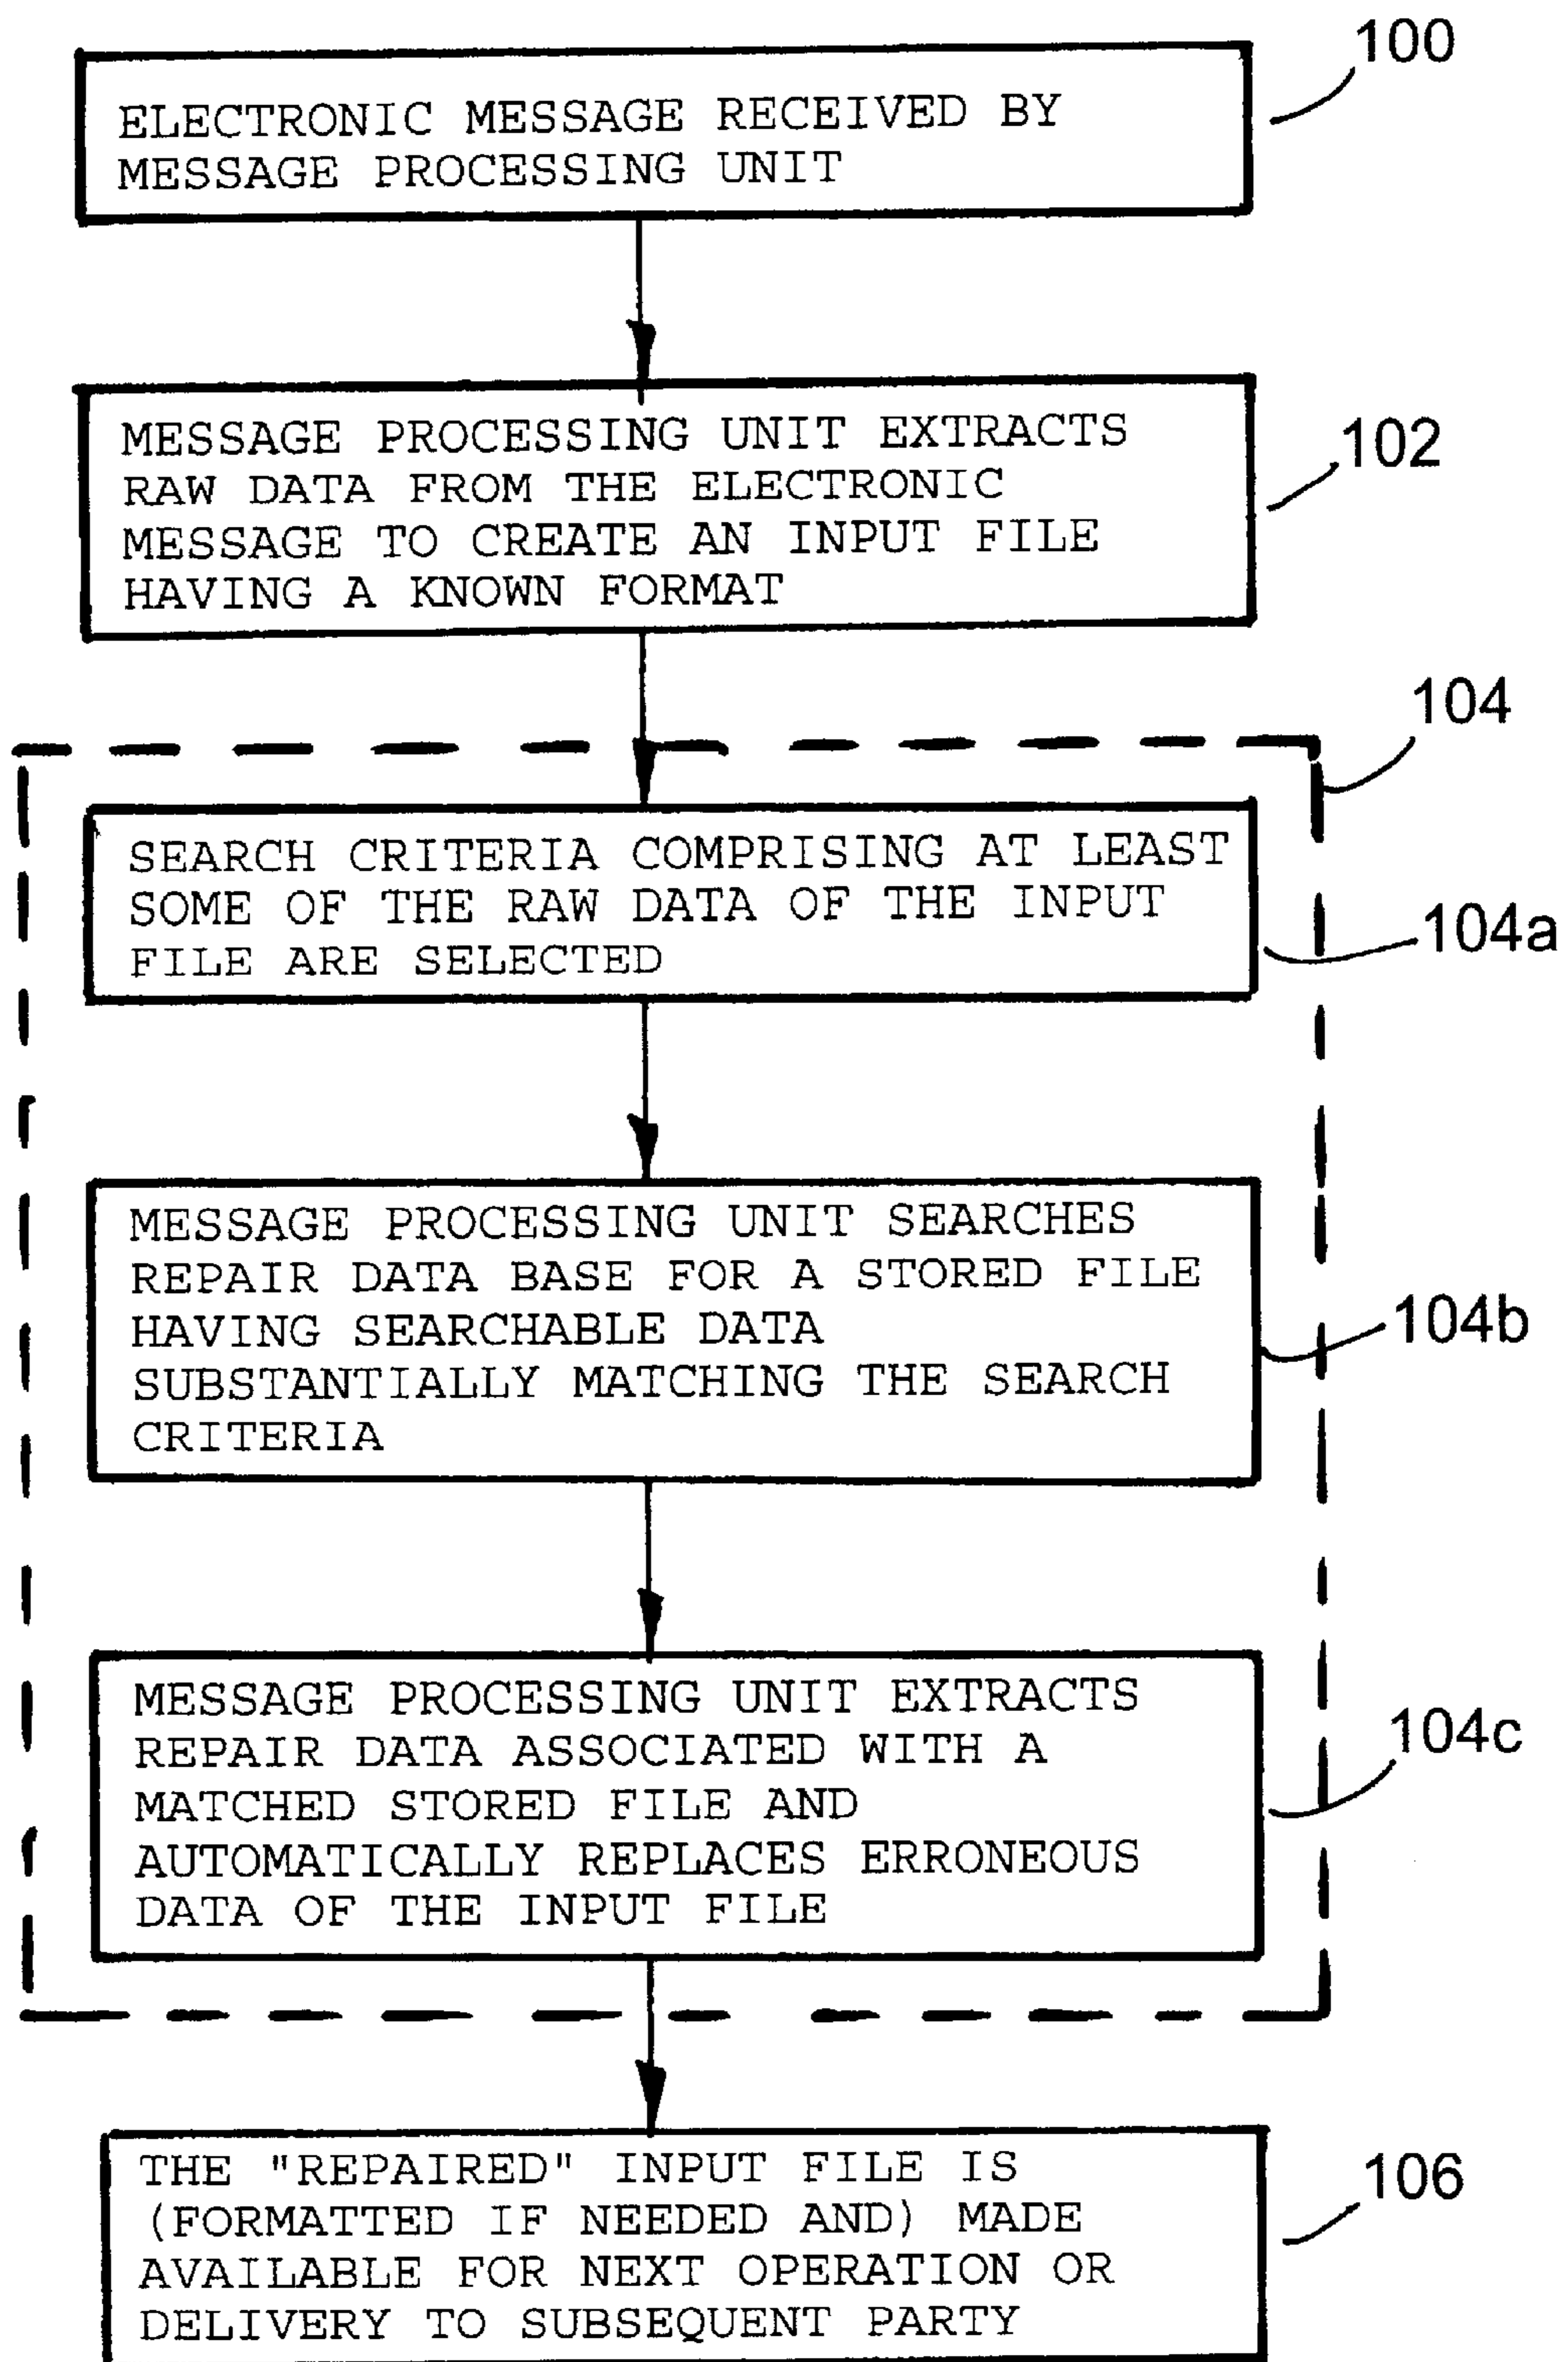 100
ELECTRONIC MESSAGE RECEIVED BY
MESSAGE PROCESSING UNIT
102
MESSAGE PROCESSING UNIT EXTRACTS
RAW DATA FROM THE ELECTRONIC
MESSAGE TO CREATE AN INPUT FILE
HAVING A KNOWN FORMAT
104
SEARCH CRITERIA COMPRISING AT LEAST
SOME OF THE RAW DATA OF THE INPUT
FILE ARE SELECTED
104a
MESSAGE PROCESSING UNIT SEARCHES
REPAIR DATA BASE FOR A STORED FILE
HAVING SEARCHABLE DATA
SUBSTANTIALLY MATCHING THE SEARCH
CRITERIA
104b
MESSAGE PROCESSING UNIT EXTRACTS
REPAIR DATA ASSOCIATED WITH A
MATCHED STORED FILE AND
AUTOMATICALLY REPLACES ERRONEOUS
DATA OF THE INPUT FILE
104c
THE "REPAIRED" INPUT FILE IS
(FORMATTED IF NEEDED AND) MADE
AVAILABLE FOR NEXT OPERATION OR
DELIVERY TO SUBSEQUENT PARTY
106